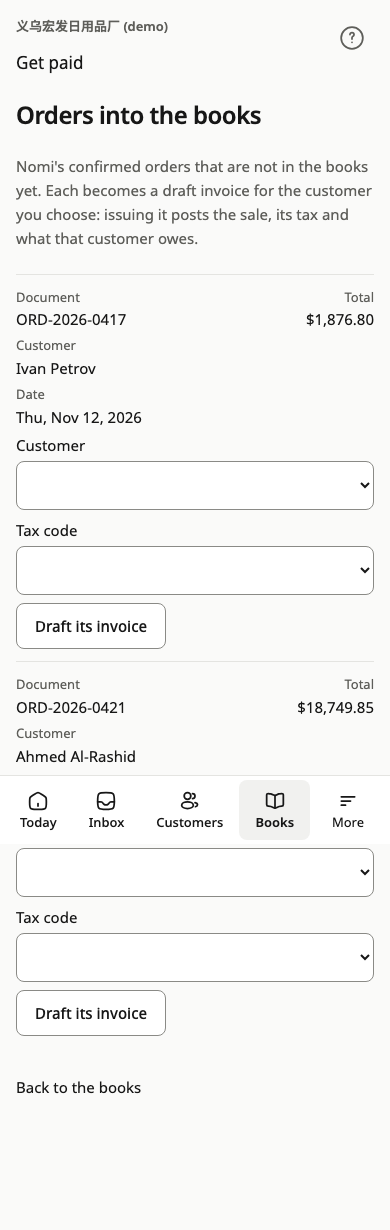 义乌宏发日用品厂 (demo)
Get paid
Orders into the books
Nomi's confirmed orders that are not in the books
yet. Each becomes a draft invoice for the customer
you choose: issuing it posts the sale, its tax and
what that customer owes.
Document
Total
ORD-2026-0417
$1,876.80
Customer
Ivan Petrov
Date
Thu, Nov 12, 2026
Customer
Tax code
Draft its invoice
Document
Total
ORD-2026-0421
$18,749.85
Customer
Ahmed Al-Rashid
Today
Inbox
Customers
Books
More
Tax code
Draft its invoice
Back to the books